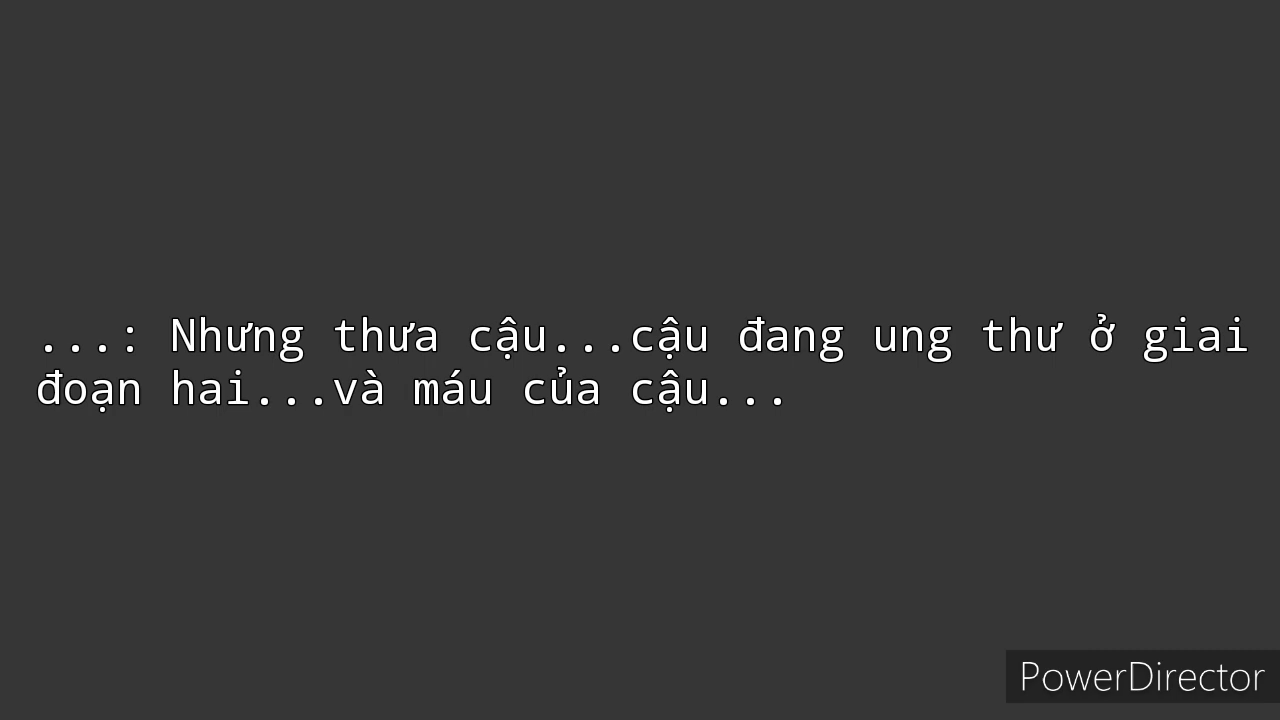 ...: Nhưng thưa cậu...cậu đang ung thư ở giai
đoạn hai...và máu của cậu...
PowerDirector